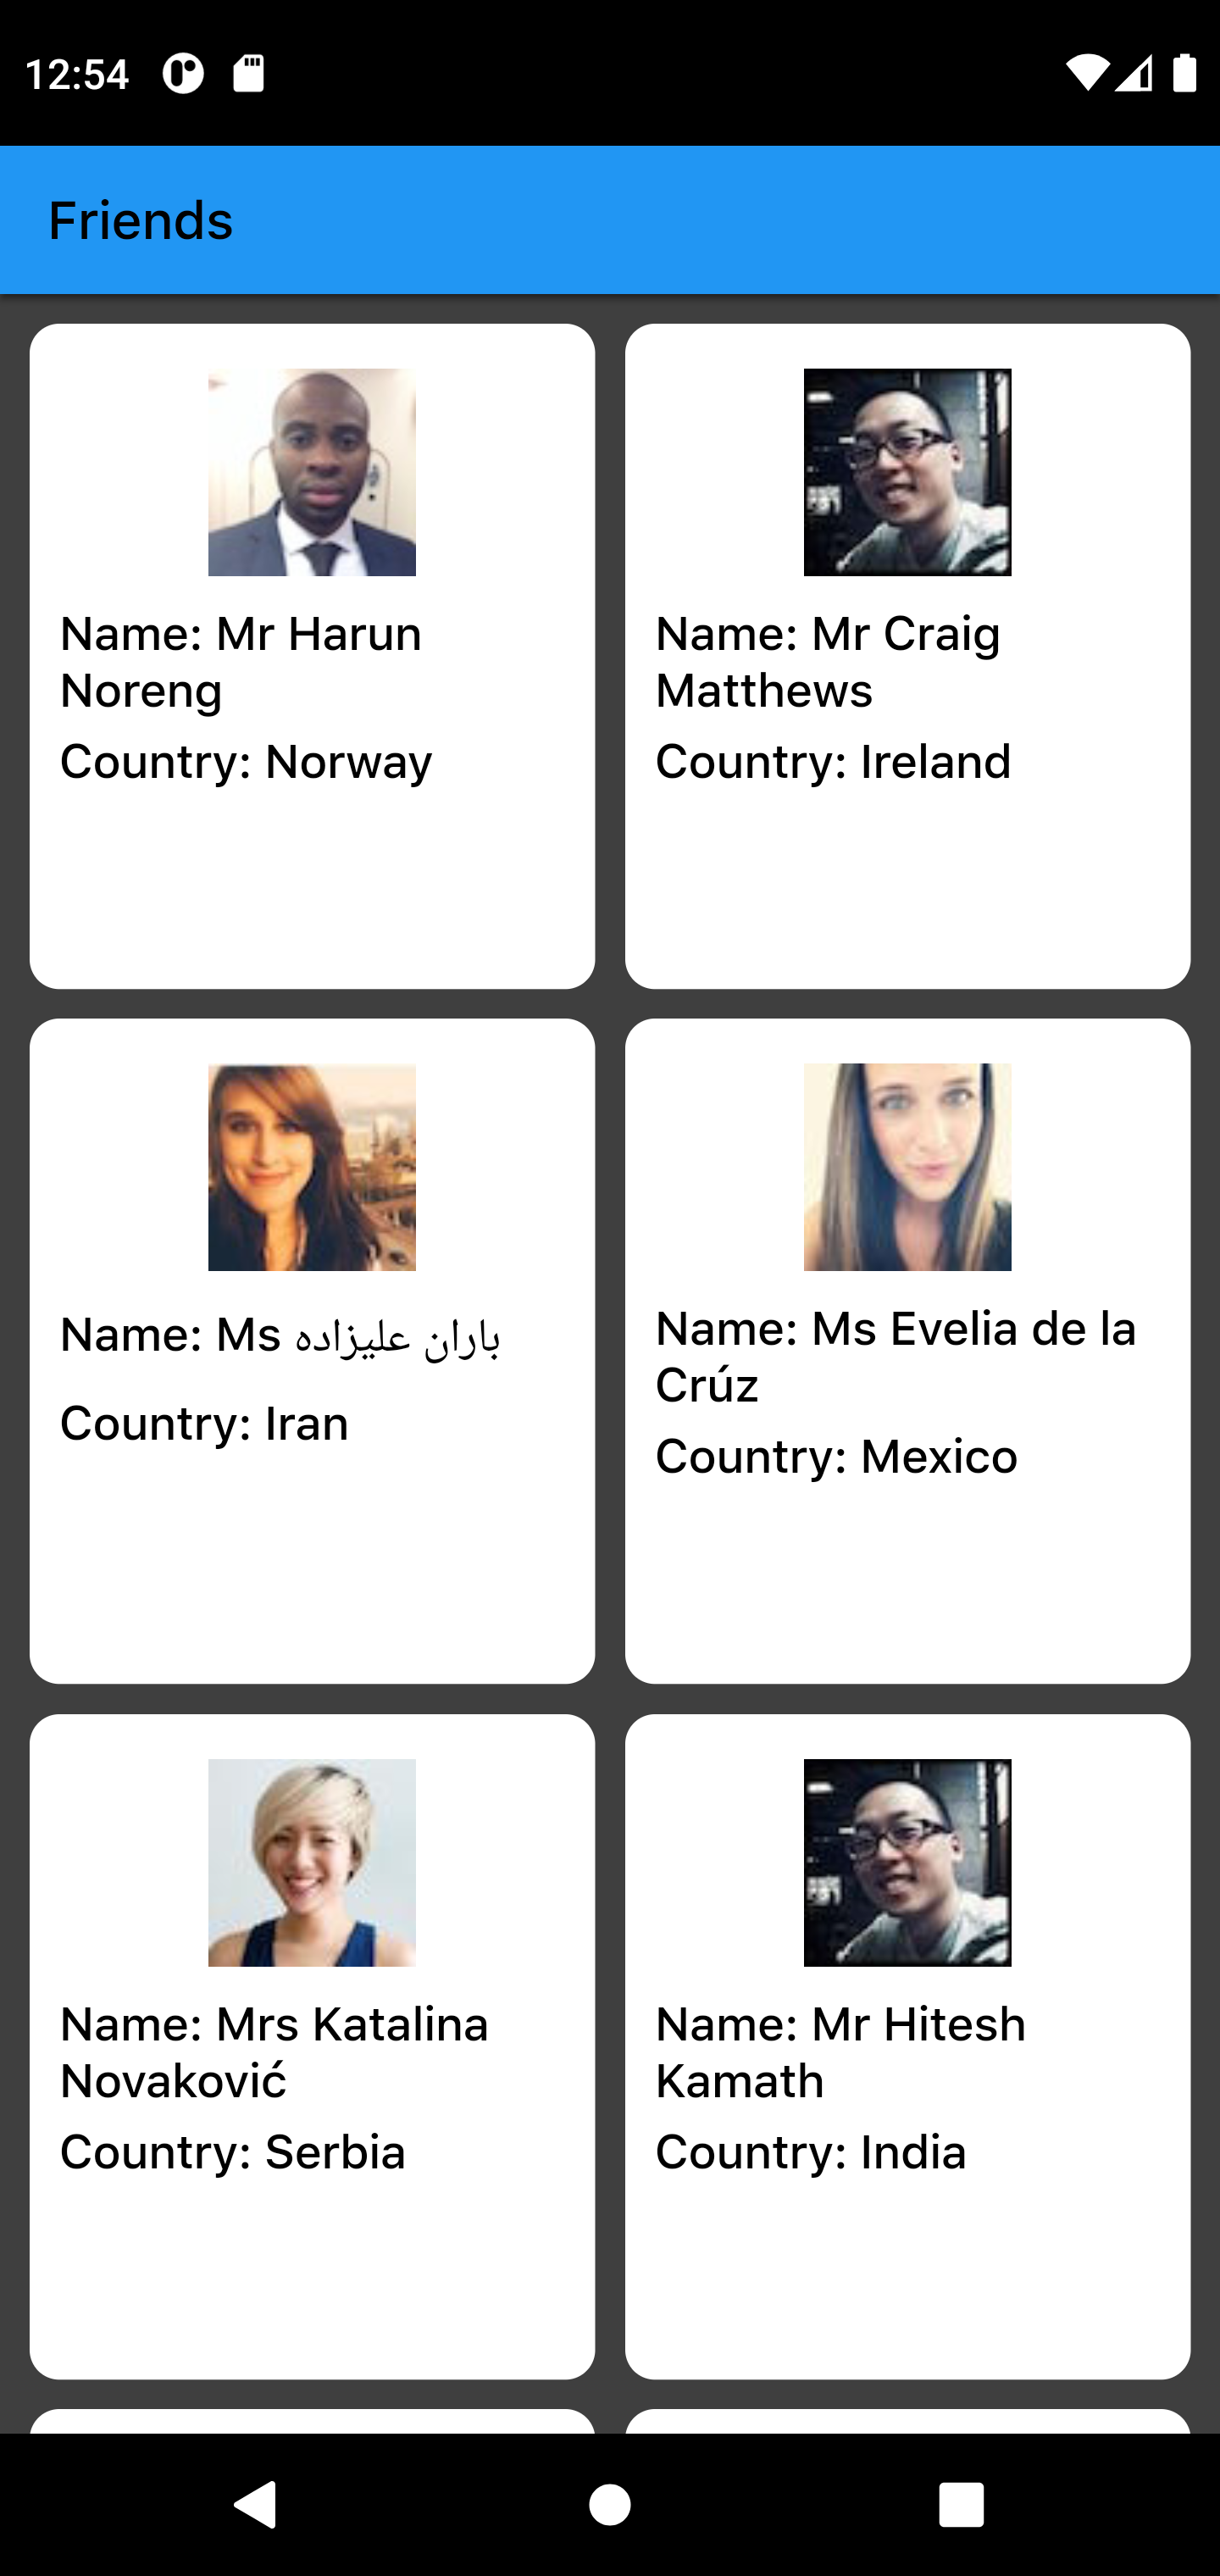 12:54
Friends
Name: Mr Harun
Noreng
Country: Norway
Name: Mr Craig
Matthews
Country: Ireland
Name: Ms باران علیزاده
Country: Iran
Name: Ms Evelia de la
Crúz
Country: Mexico
Name: Mrs Katalina
Novaković
Country: Serbia
Name: Mr Hitesh
Kamath
Country: India